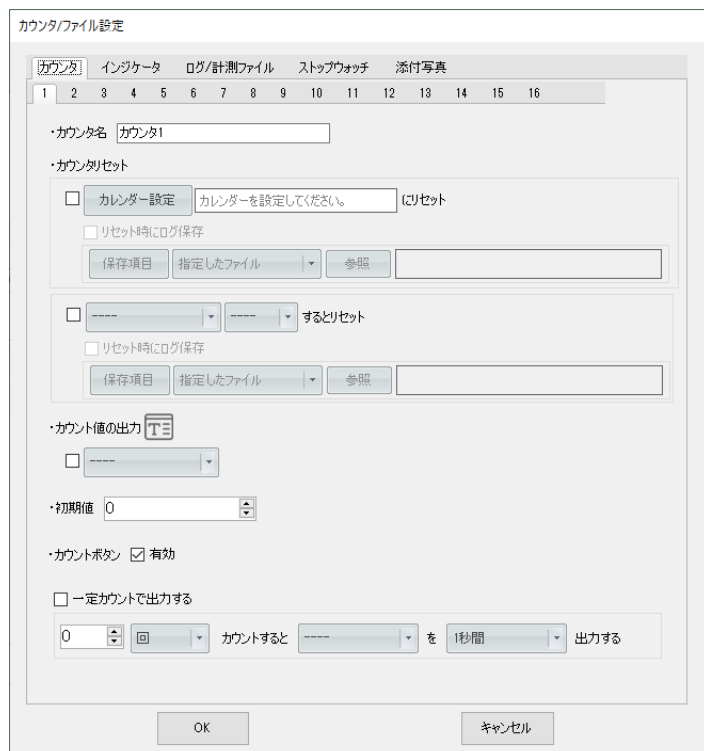 カウンタ/ファイル設定
カウンタ インジケータ ログ/計測ファイル ストップウォッチ 添付写真
1 2 3 4 5 6 7 8 9 10 11 12 13 14 15 16
・カウンタ名 カウンタ1
・カウンタリセット
カレンダー設定 カレンダーを設定してください。 にリセット
リセット時にログ保存
保存項目 指定したファイル 参照
---- ---- するとリセット
リセット時にログ保存
保存項目 指定したファイル 参照
・カウント値の出力 T
----
・初期値 0
・カウントボタン 有効
一定カウントで出力する
0 回 カウントすると ---- を 1秒間 出力する
OK キャンセル